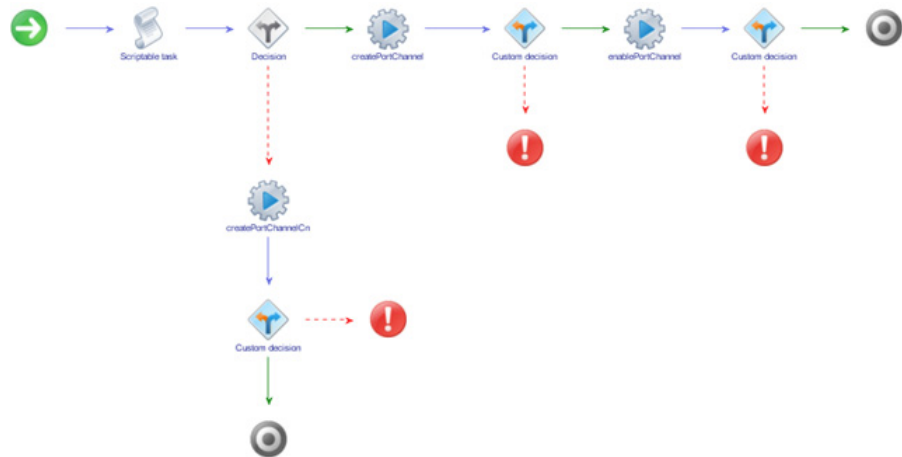 Scriptable task
Decision
createPortChannel
Custom decision
enablePortChannel
Custom decision
createPortChannelCn
Custom decision